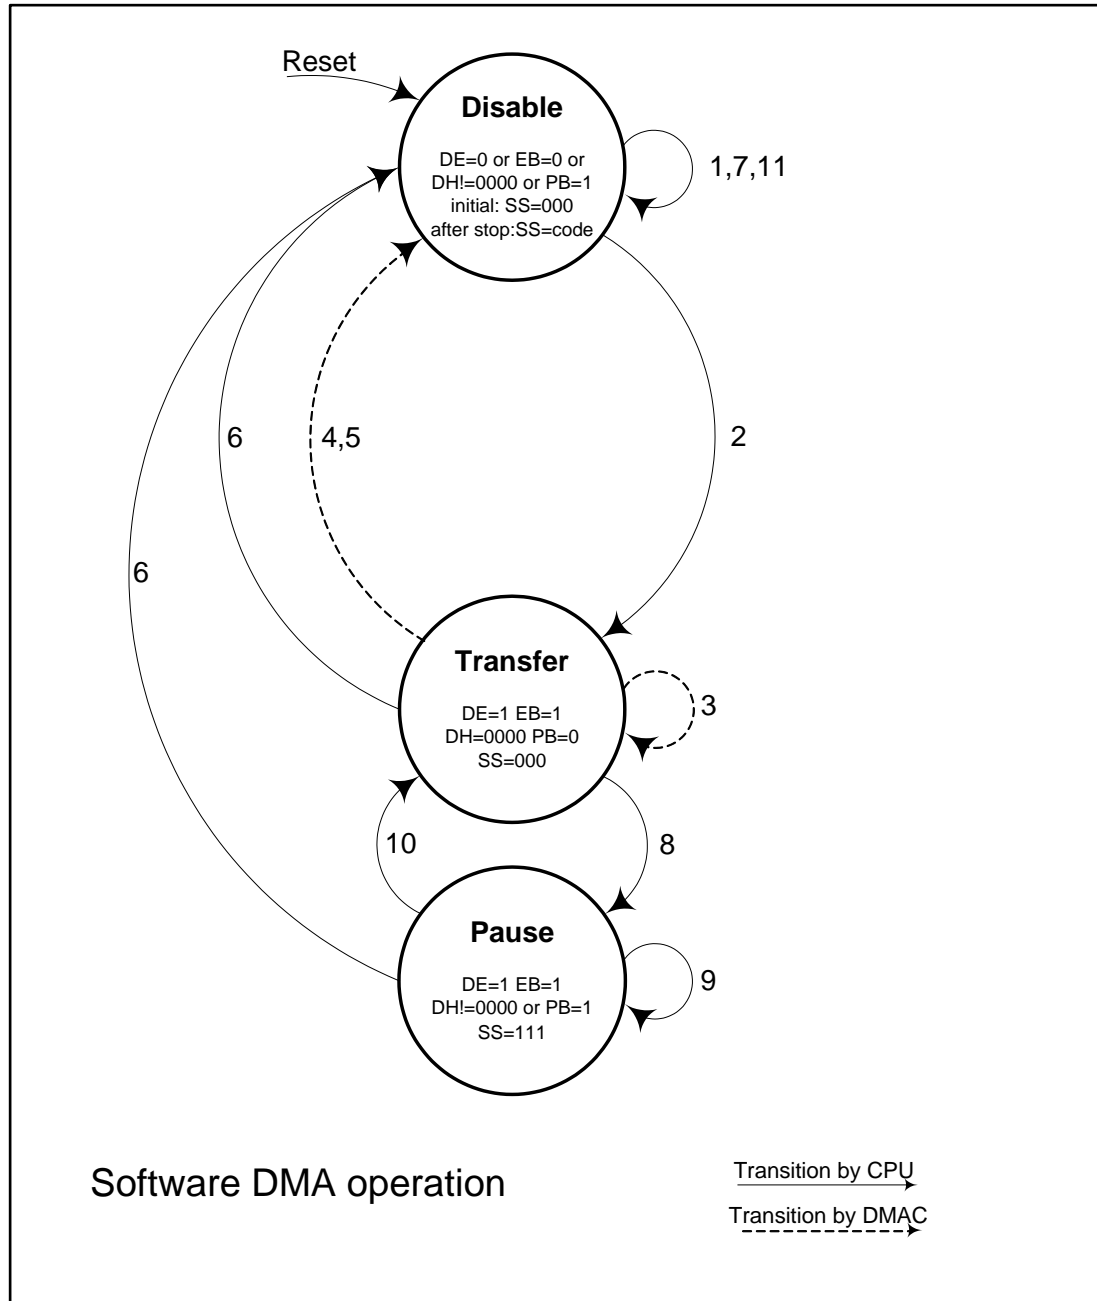 Reset
Disable
DE=0 or EB=0 or
DH!=0000 or PB=1
initial: SS=000
after stop:SS=code
1,7,11
6
4,5
2
6
Transfer
DE=1 EB=1
DH=0000 PB=0
SS=000
3
10
8
Pause
DE=1 EB=1
DH!=0000 or PB=1
SS=111
9
Software DMA operation
Transition by CPU
Transition by DMAC